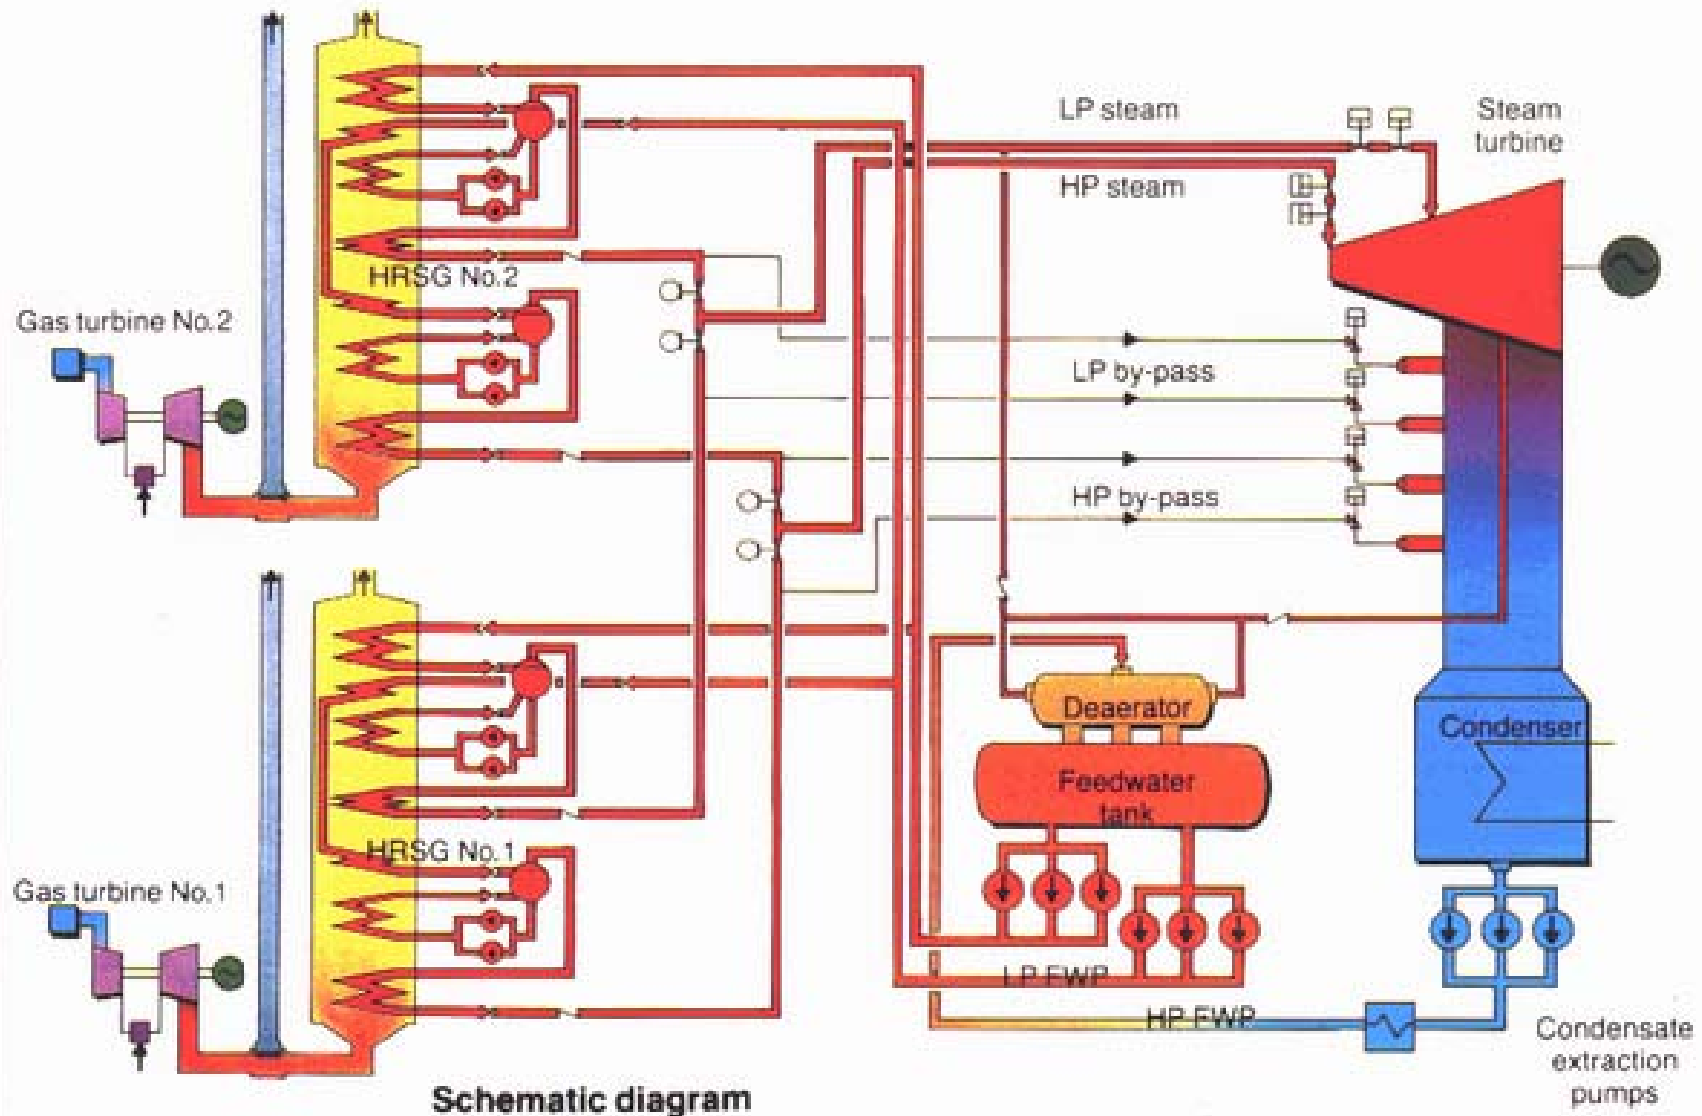 LP steam
Steam
turbine
HP steam
HRSG No.2
Gas turbine No.2
LP by-pass
HP by-pass
Deaerator
Condenser
Feedwater
tank
HRSG No.1
Gas turbine No.1
LP FWP
HP FWP
Condensate
extraction
pumps
Schematic diagram